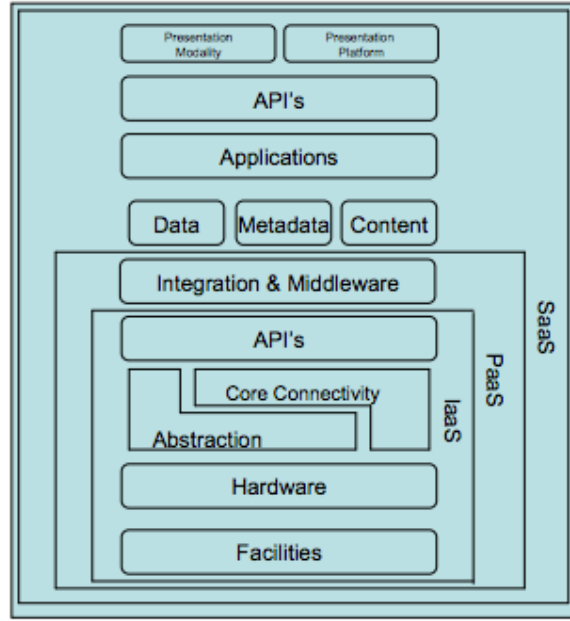 Presentation
Modality
Presentation
Platform
API's
Applications
Data
Metadata
Content
Integration & Middleware
API's
Core Connectivity
Abstraction
Hardware
Facilities
IaaS
PaaS
SaaS